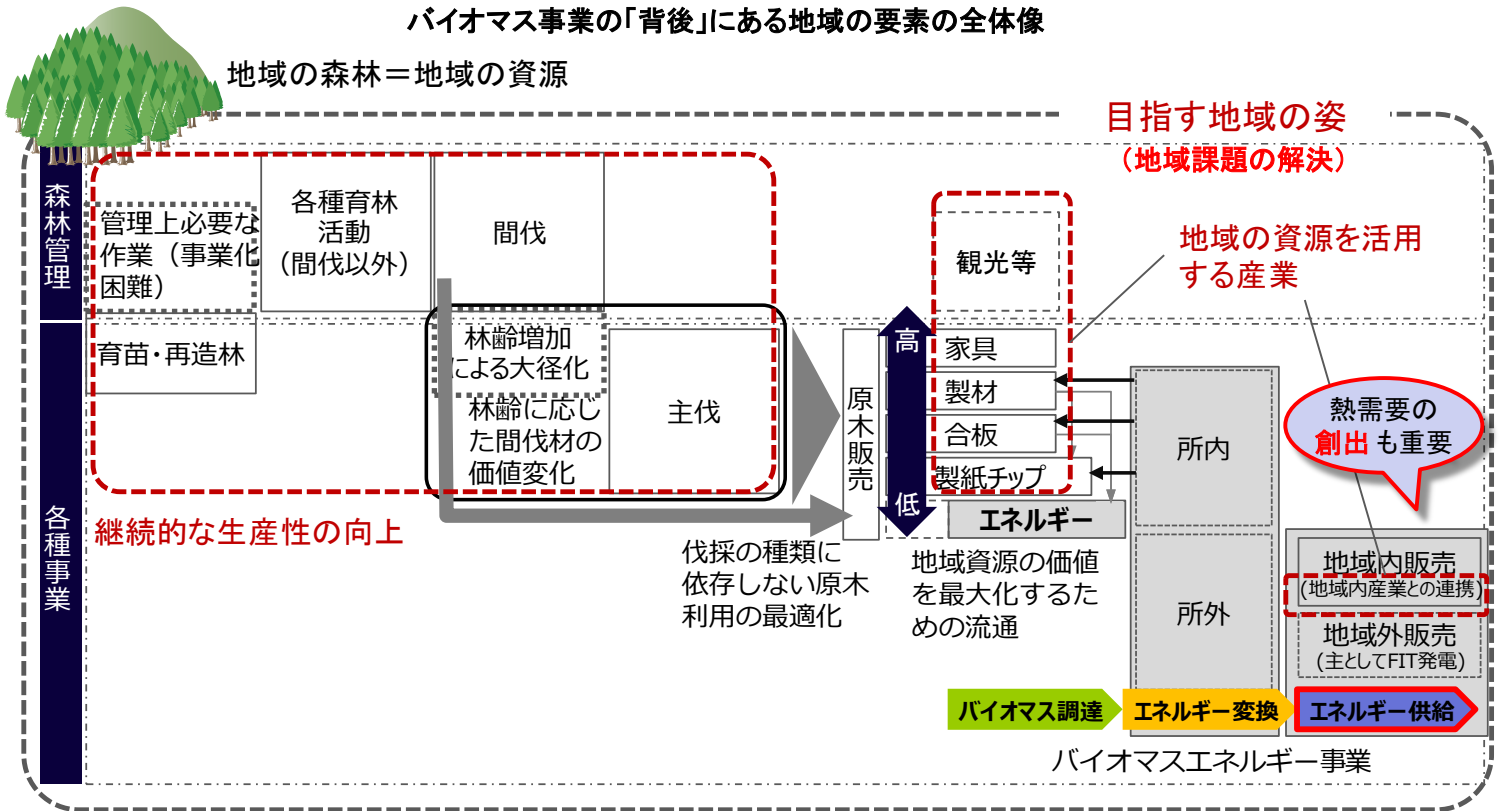 バイオマス事業の「背後」にある地域の要素の全体像
地域の森林＝地域の資源
目指す地域の姿
（地域課題の解決）
森林管理
管理上必要な
作業（事業化
困難）
各種育林
活動
（間伐以外）
間伐
観光等
地域の資源を活用
する産業
各種事業
育苗・再造林
林齢増加
による大径化
林齢に応じ
た間伐材の
価値変化
主伐
原木販売
高
低
家具
製材
合板
製紙チップ
エネルギー
所内
所外
熱需要の
創出も重要
継続的な生産性の向上
伐採の種類に
依存しない原木
利用の最適化
地域資源の価値
を最大化するた
めの流通
地域内販売
(地域内産業との連携)
地域外販売
(主としてFIT発電)
バイオマス調達
エネルギー変換
エネルギー供給
バイオマスエネルギー事業